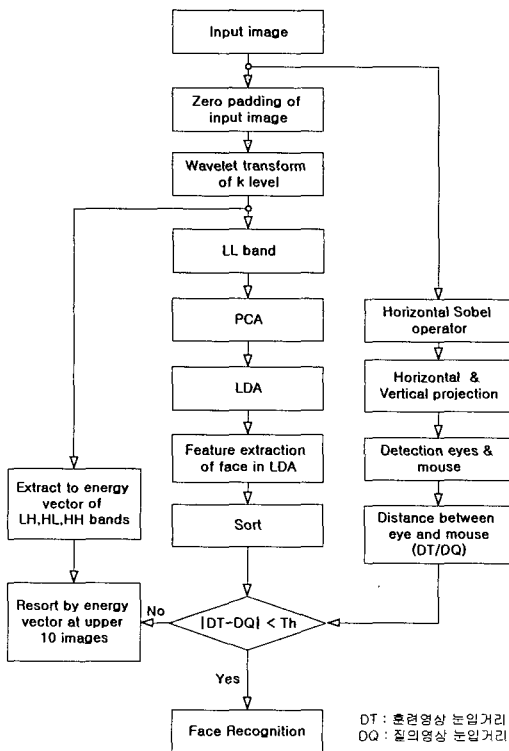 Input image
Zero padding of
input image
Wavelet transform
of k level
LL band
PCA
LDA
Feature extraction
of face in LDA
Sort
Horizontal Sobel
operator
Horizontal &
Vertical projection
Detection eyes &
mouse
Distance between
eye and mouse
(DT/DQ)
Extract to energy
vector of
LH,HL,HH bands
Resort by energy
vector at upper
10 images
No
|DT-DQ| < Th
Yes
Face Recognition
DT : 훈련영상 눈입거리
DQ : 질의영상 눈입거리